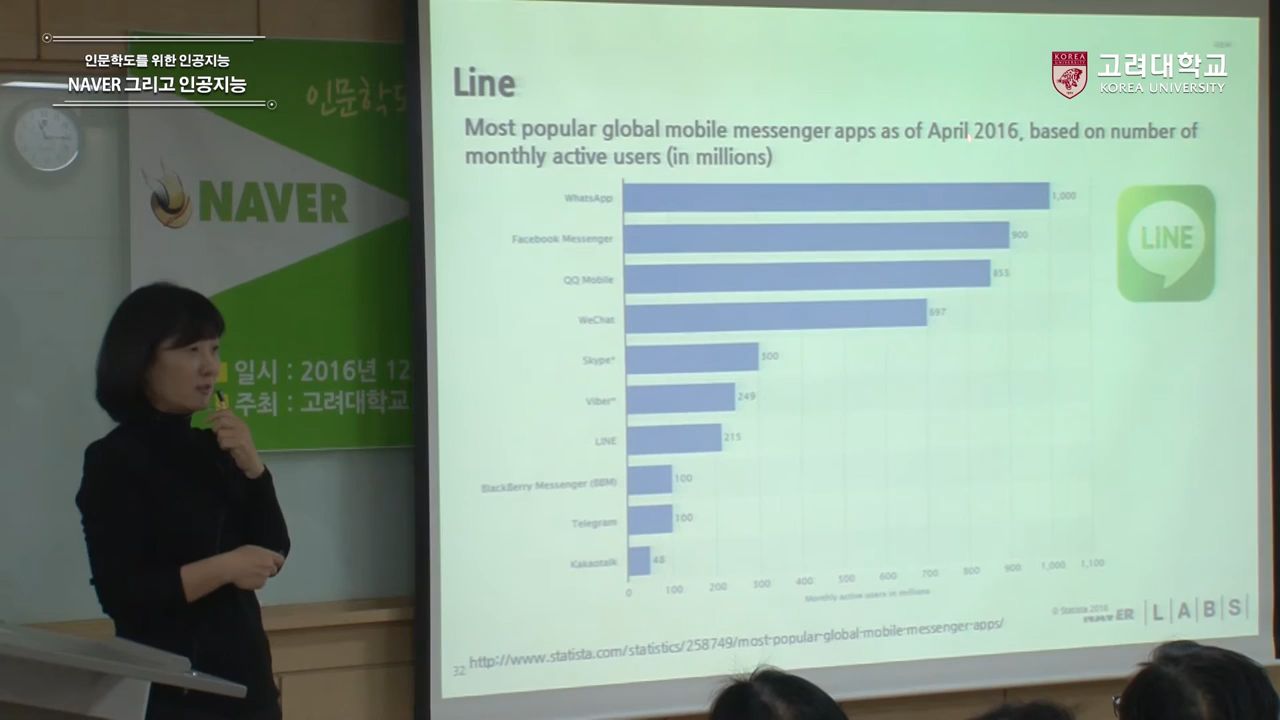 인문학도를 위한 인공지능
NAVER 그리고 인공지능
고려대학교
KOREA UNIVERSITY
인문학도
NAVER
일시 : 2016년 12
주최 : 고려대학교
Line
Most popular global mobile messenger apps as of April 2016, based on number of
monthly active users (in millions)
WhatsApp 1,000
Facebook Messenger 900
QQ Mobile 853
WeChat 697
Skype* 300
Viber* 249
LINE 215
BlackBerry Messenger (BBM) 100
Telegram 100
Kakaotalk 48
0 100 200 300 400 500 600 700 800 900 1,000 1,100
Monthly active users in millions
LINE
© Statista 2016
LABS
32
http://www.statista.com/statistics/258749/most-popular-global-mobile-messenger-apps/